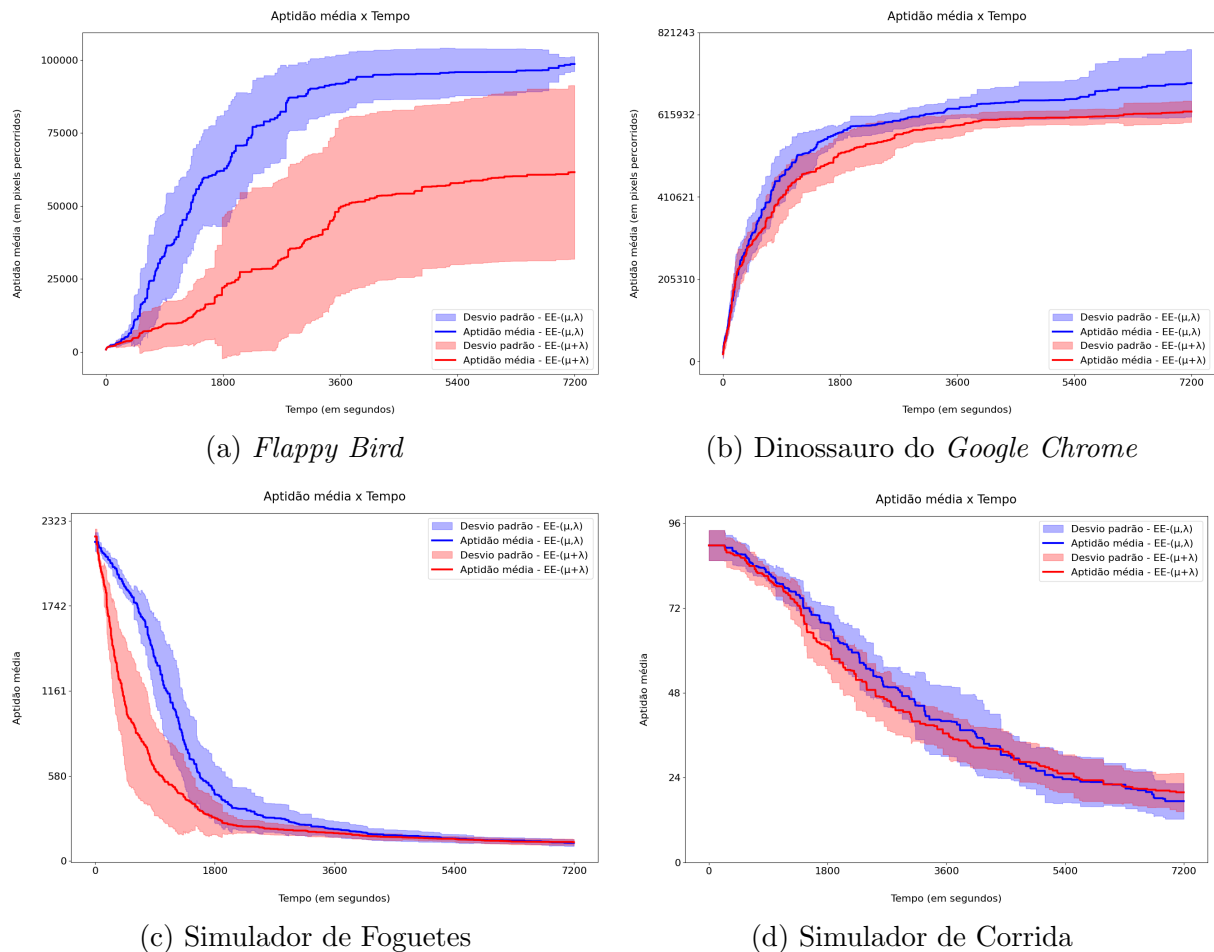 Aptidão média x Tempo
Aptidão média (em pixels percorridos)
100000
75000
50000
25000
0
0 1800 3600 5400 7200
Tempo (em segundos)
Desvio padrão - EE-(μ,λ)
Aptidão média - EE-(μ,λ)
Desvio padrão - EE-(μ+λ)
Aptidão média - EE-(μ+λ)
(a) Flappy Bird
Aptidão média x Tempo
Aptidão média (em pixels percorridos)
821243
615932
410621
205310
0
0 1800 3600 5400 7200
Tempo (em segundos)
Desvio padrão - EE-(μ,λ)
Aptidão média - EE-(μ,λ)
Desvio padrão - EE-(μ+λ)
Aptidão média - EE-(μ+λ)
(b) Dinossauro do Google Chrome
Aptidão média x Tempo
Aptidão média
2323
1742
1161
580
0
0 1800 3600 5400 7200
Tempo (em segundos)
Desvio padrão - EE-(μ,λ)
Aptidão média - EE-(μ,λ)
Desvio padrão - EE-(μ+λ)
Aptidão média - EE-(μ+λ)
(c) Simulador de Foguetes
Aptidão média x Tempo
Aptidão média
96
72
48
24
0
0 1800 3600 5400 7200
Tempo (em segundos)
Desvio padrão - EE-(μ,λ)
Aptidão média - EE-(μ,λ)
Desvio padrão - EE-(μ+λ)
Aptidão média - EE-(μ+λ)
(d) Simulador de Corrida